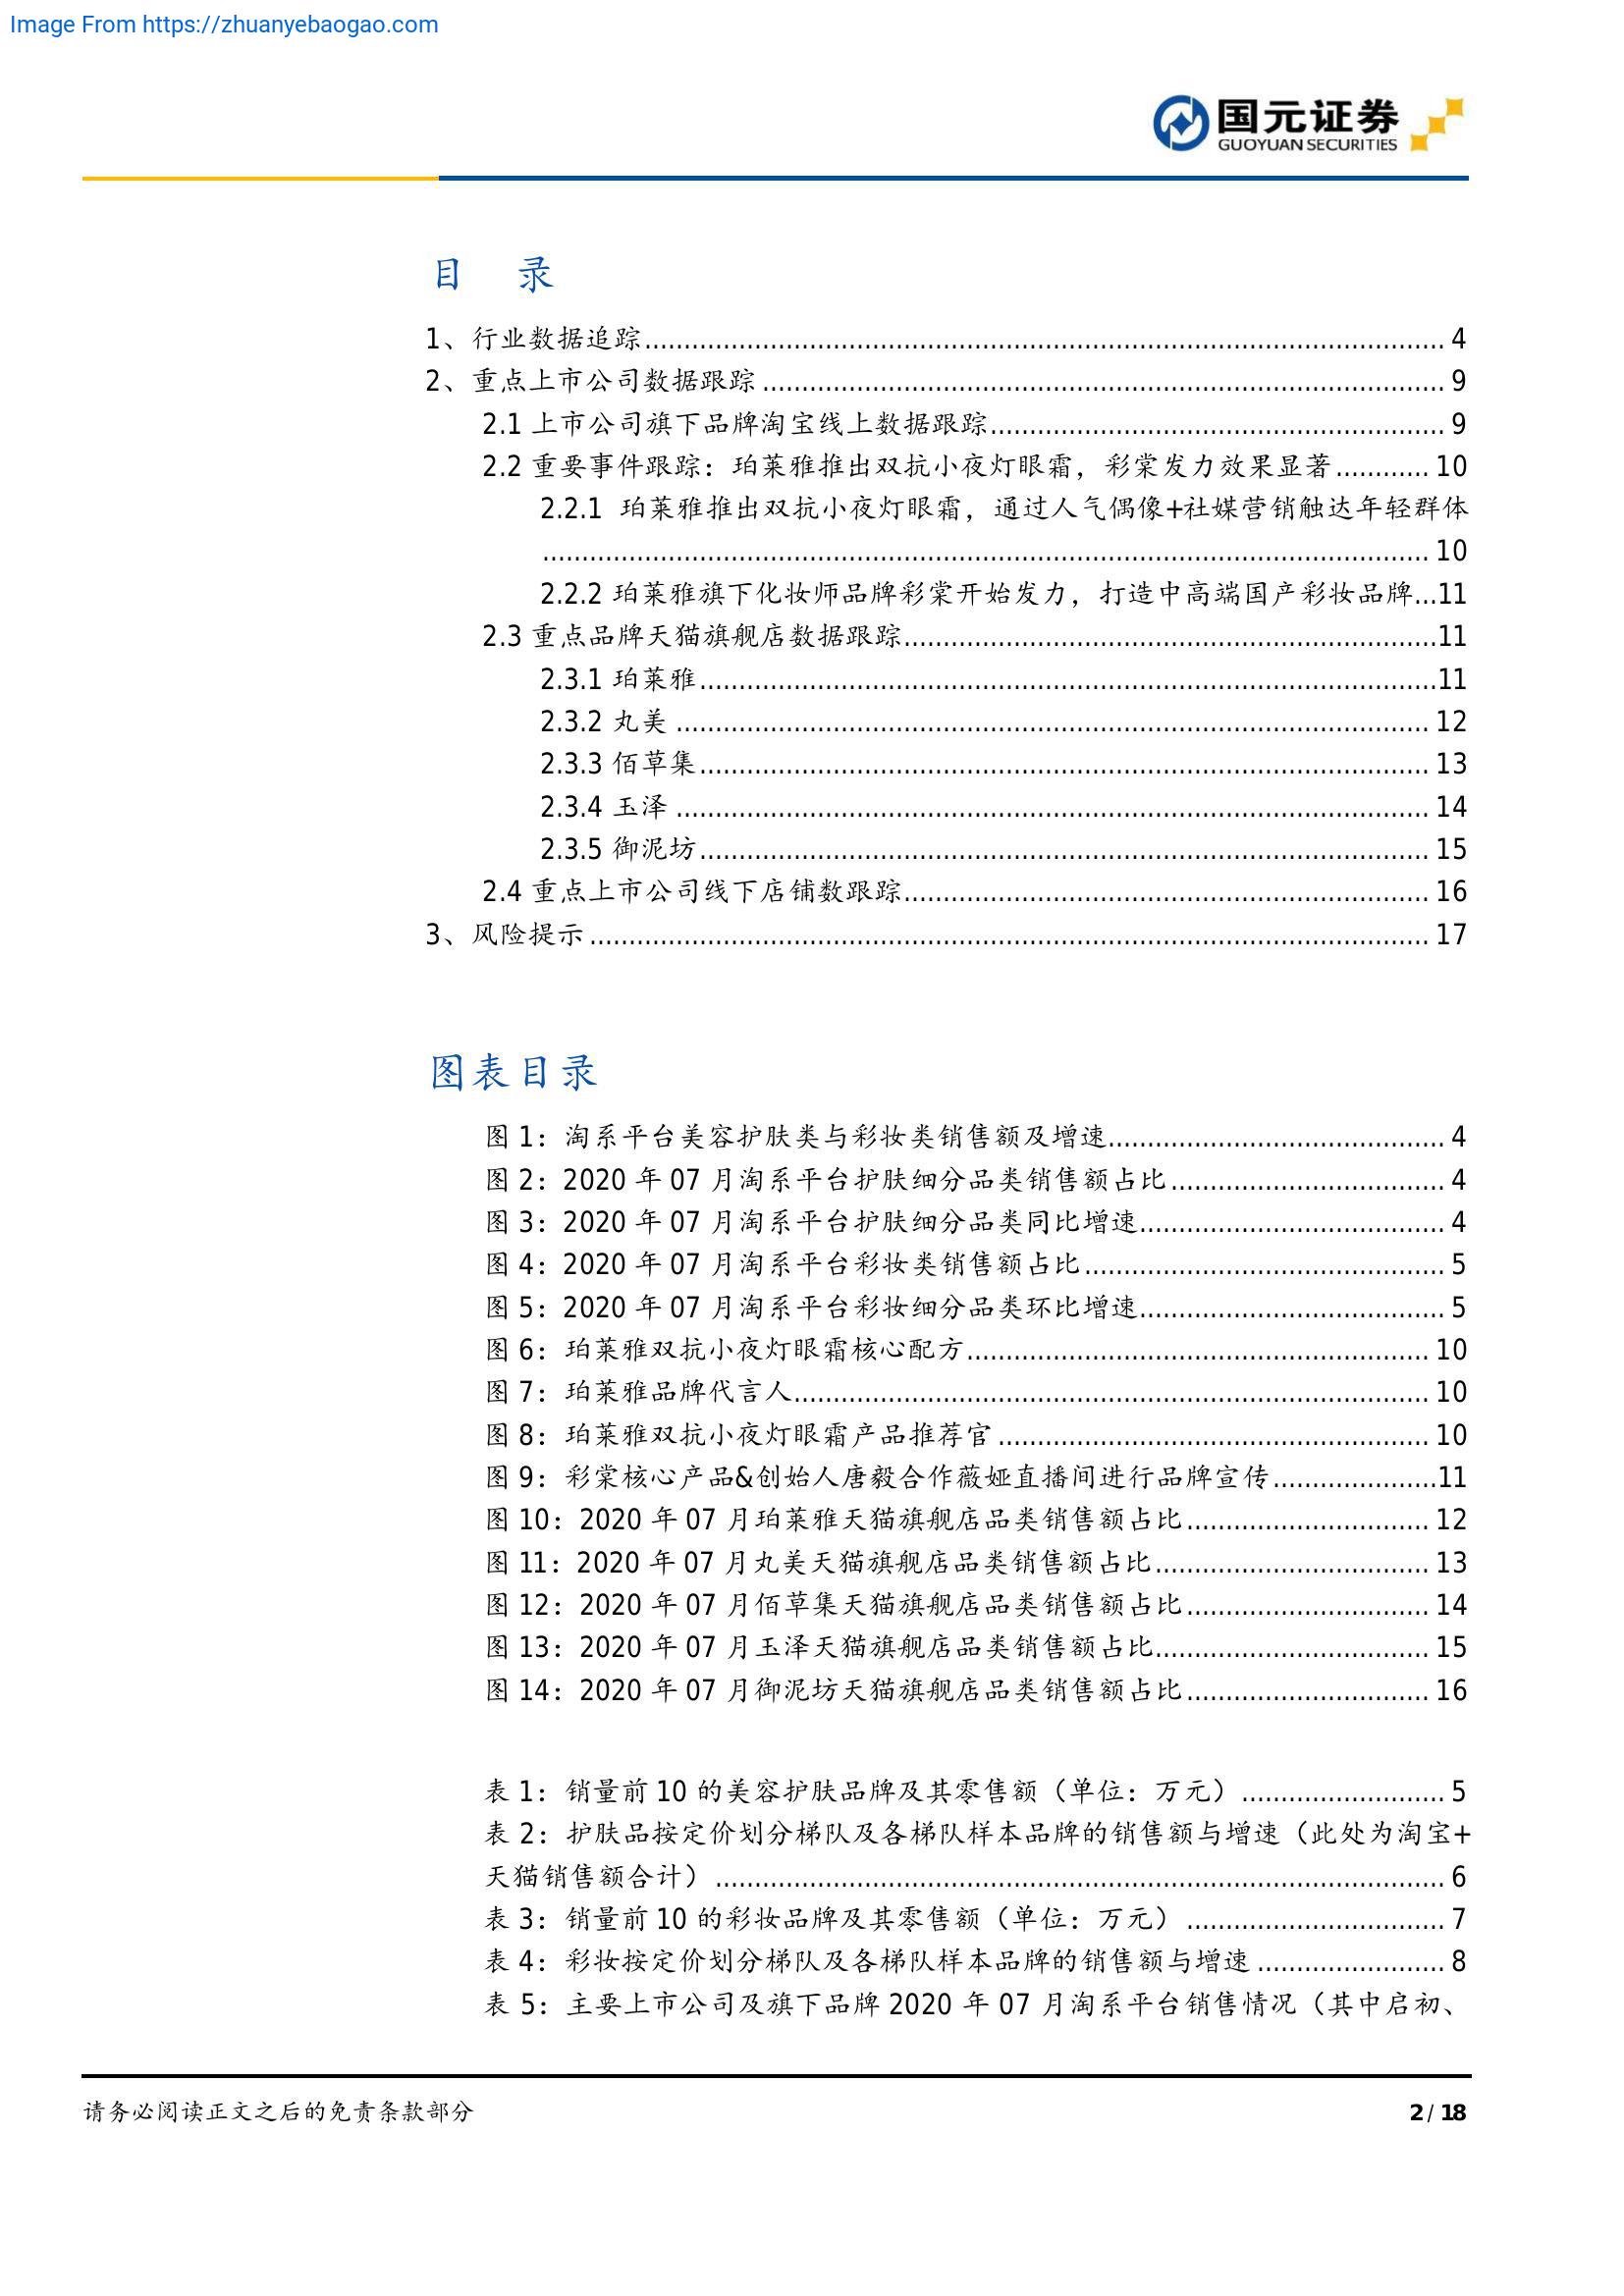 Image From https://zhuanyebaogao.com
国元证券
GUOYUAN SECURITIES
目 录
1、行业数据追踪 4
2、重点上市公司数据跟踪 9
2.1 上市公司旗下品牌淘宝线上数据跟踪 9
2.2 重要事件跟踪：珀莱雅推出双抗小夜灯眼霜，彩棠发力效果显著 10
2.2.1 珀莱雅推出双抗小夜灯眼霜，通过人气偶像+社媒营销触达年轻群体
10
2.2.2 珀莱雅旗下化妆师品牌彩棠开始发力，打造中高端国产彩妆品牌...11
2.3 重点品牌天猫旗舰店数据跟踪 11
2.3.1 珀莱雅 11
2.3.2 丸美 12
2.3.3 佰草集 13
2.3.4 玉泽 14
2.3.5 御泥坊 15
2.4 重点上市公司线下店铺数跟踪 16
3、风险提示 17
图表目录
图 1：淘系平台美容护肤类与彩妆类销售额及增速 4
图 2：2020 年 07 月淘系平台护肤细分品类销售额占比 4
图 3：2020 年 07 月淘系平台护肤细分品类同比增速 4
图 4：2020 年 07 月淘系平台彩妆类销售额占比 5
图 5：2020 年 07 月淘系平台彩妆细分品类环比增速 5
图 6：珀莱雅双抗小夜灯眼霜核心配方 10
图 7：珀莱雅品牌代言人 10
图 8：珀莱雅双抗小夜灯眼霜产品推荐官 10
图 9：彩棠核心产品&创始人唐毅合作薇娅直播间进行品牌宣传 11
图 10：2020 年 07 月珀莱雅天猫旗舰店品类销售额占比 12
图 11：2020 年 07 月丸美天猫旗舰店品类销售额占比 13
图 12：2020 年 07 月佰草集天猫旗舰店品类销售额占比 14
图 13：2020 年 07 月玉泽天猫旗舰店品类销售额占比 15
图 14：2020 年 07 月御泥坊天猫旗舰店品类销售额占比 16
表 1：销量前 10 的美容护肤品牌及其零售额（单位：万元） 5
表 2：护肤品按定价划分梯队及各梯队样本品牌的销售额与增速（此处为淘宝+
天猫销售额合计） 6
表 3：销量前 10 的彩妆品牌及其零售额（单位：万元） 7
表 4：彩妆按定价划分梯队及各梯队样本品牌的销售额与增速 8
表 5：主要上市公司及旗下品牌 2020 年 07 月淘系平台销售情况（其中启初、
请务必阅读正文之后的免责条款部分
2 / 18